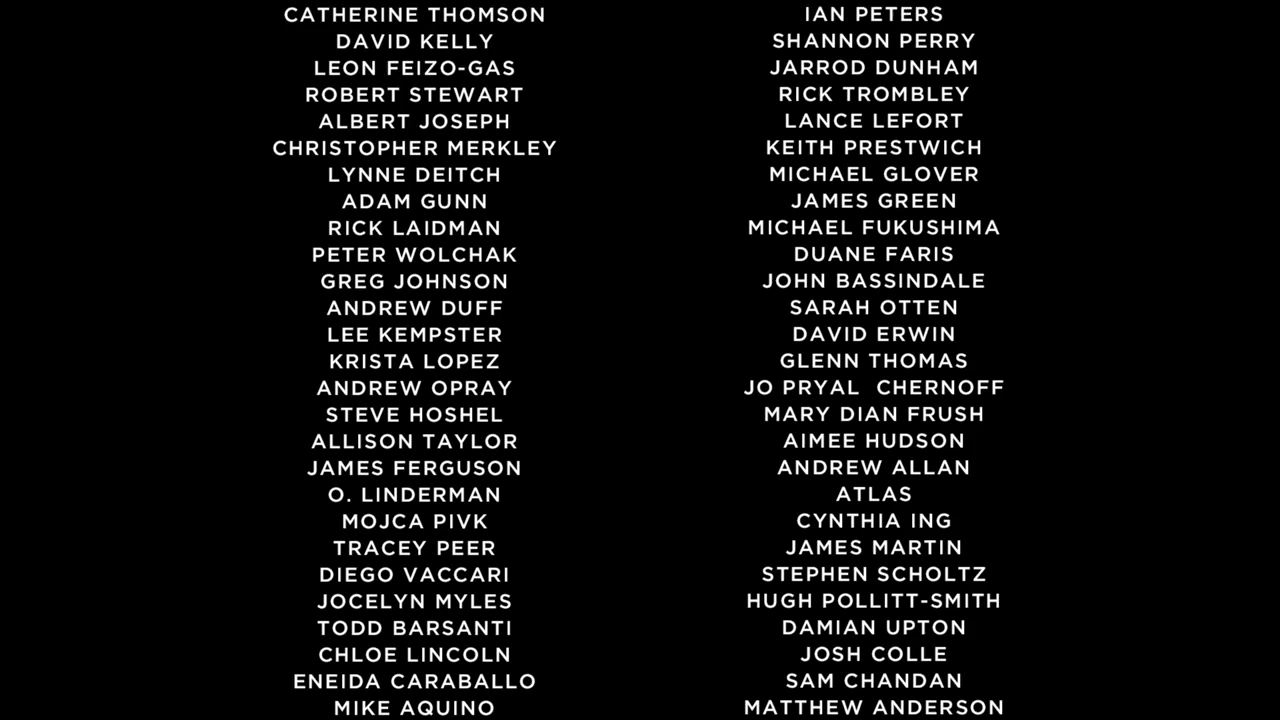 CATHERINE THOMSON
DAVID KELLY
LEON FEIZO-GAS
ROBERT STEWART
ALBERT JOSEPH
CHRISTOPHER MERKLEY
LYNNE DEITCH
ADAM GUNN
RICK LAIDMAN
PETER WOLCHAK
GREG JOHNSON
ANDREW DUFF
LEE KEMPSTER
KRISTA LOPEZ
ANDREW OPRAY
STEVE HOSHEL
ALLISON TAYLOR
JAMES FERGUSON
O. LINDERMAN
MOJCA PIVK
TRACEY PEER
DIEGO VACCARI
JOCELYN MYLES
TODD BARSANTI
CHLOE LINCOLN
ENEIDA CARABALLO
MIKE AQUINO
IAN PETERS
SHANNON PERRY
JARROD DUNHAM
RICK TROMBLEY
LANCE LEFORT
KEITH PRESTWICH
MICHAEL GLOVER
JAMES GREEN
MICHAEL FUKUSHIMA
DUANE FARIS
JOHN BASSINDALE
SARAH OTTEN
DAVID ERWIN
GLENN THOMAS
JO PRYAL  CHERNOFF
MARY DIAN FRUSH
AIMEE HUDSON
ANDREW ALLAN
ATLAS
CYNTHIA ING
JAMES MARTIN
STEPHEN SCHOLTZ
HUGH POLLITT-SMITH
DAMIAN UPTON
JOSH COLLE
SAM CHANDAN
MATTHEW ANDERSON